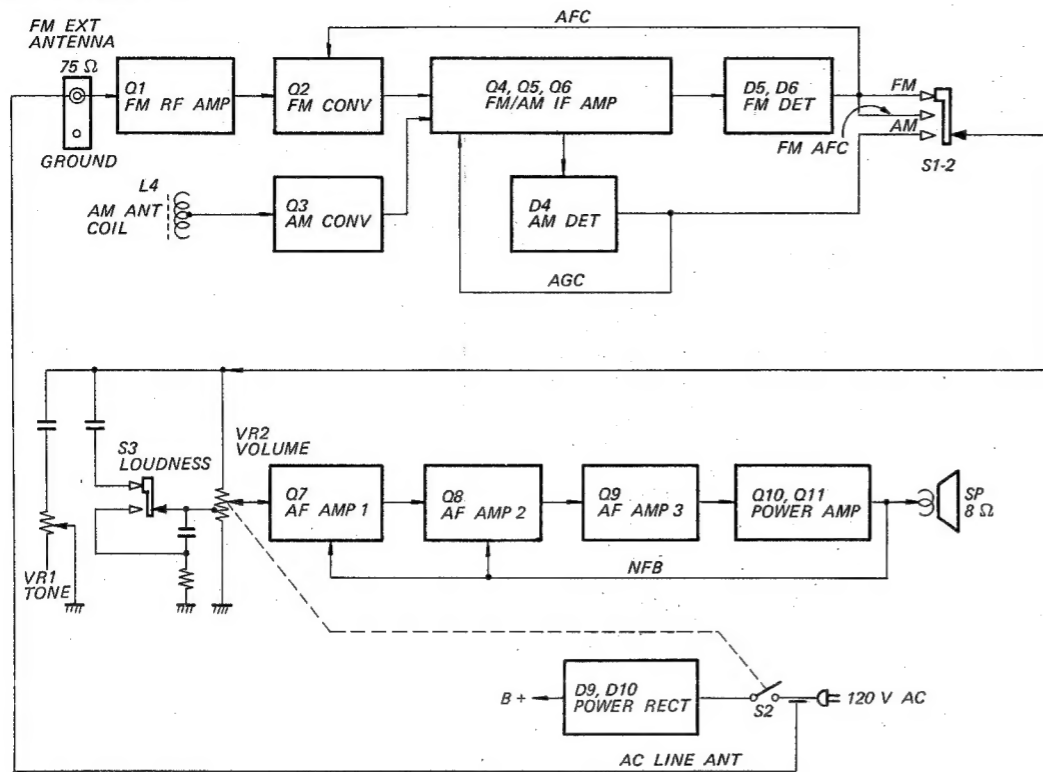 FM EXT
ANTENNA
75 Ω
GROUND
Q1
FM RF AMP
Q2
FM CONV
AFC
Q4, Q5, Q6
FM/AM IF AMP
D5, D6
FM DET
FM
AM
FM AFC
S1-2
L4
AM ANT
COIL
Q3
AM CONV
D4
AM DET
AGC
S3
LOUDNESS
VR2
VOLUME
VR1
TONE
Q7
AF AMP 1
Q8
AF AMP 2
Q9
AF AMP 3
Q10, Q11
POWER AMP
SP
8 Ω
NFB
B +
D9, D10
POWER RECT
S2
120 V AC
AC LINE ANT